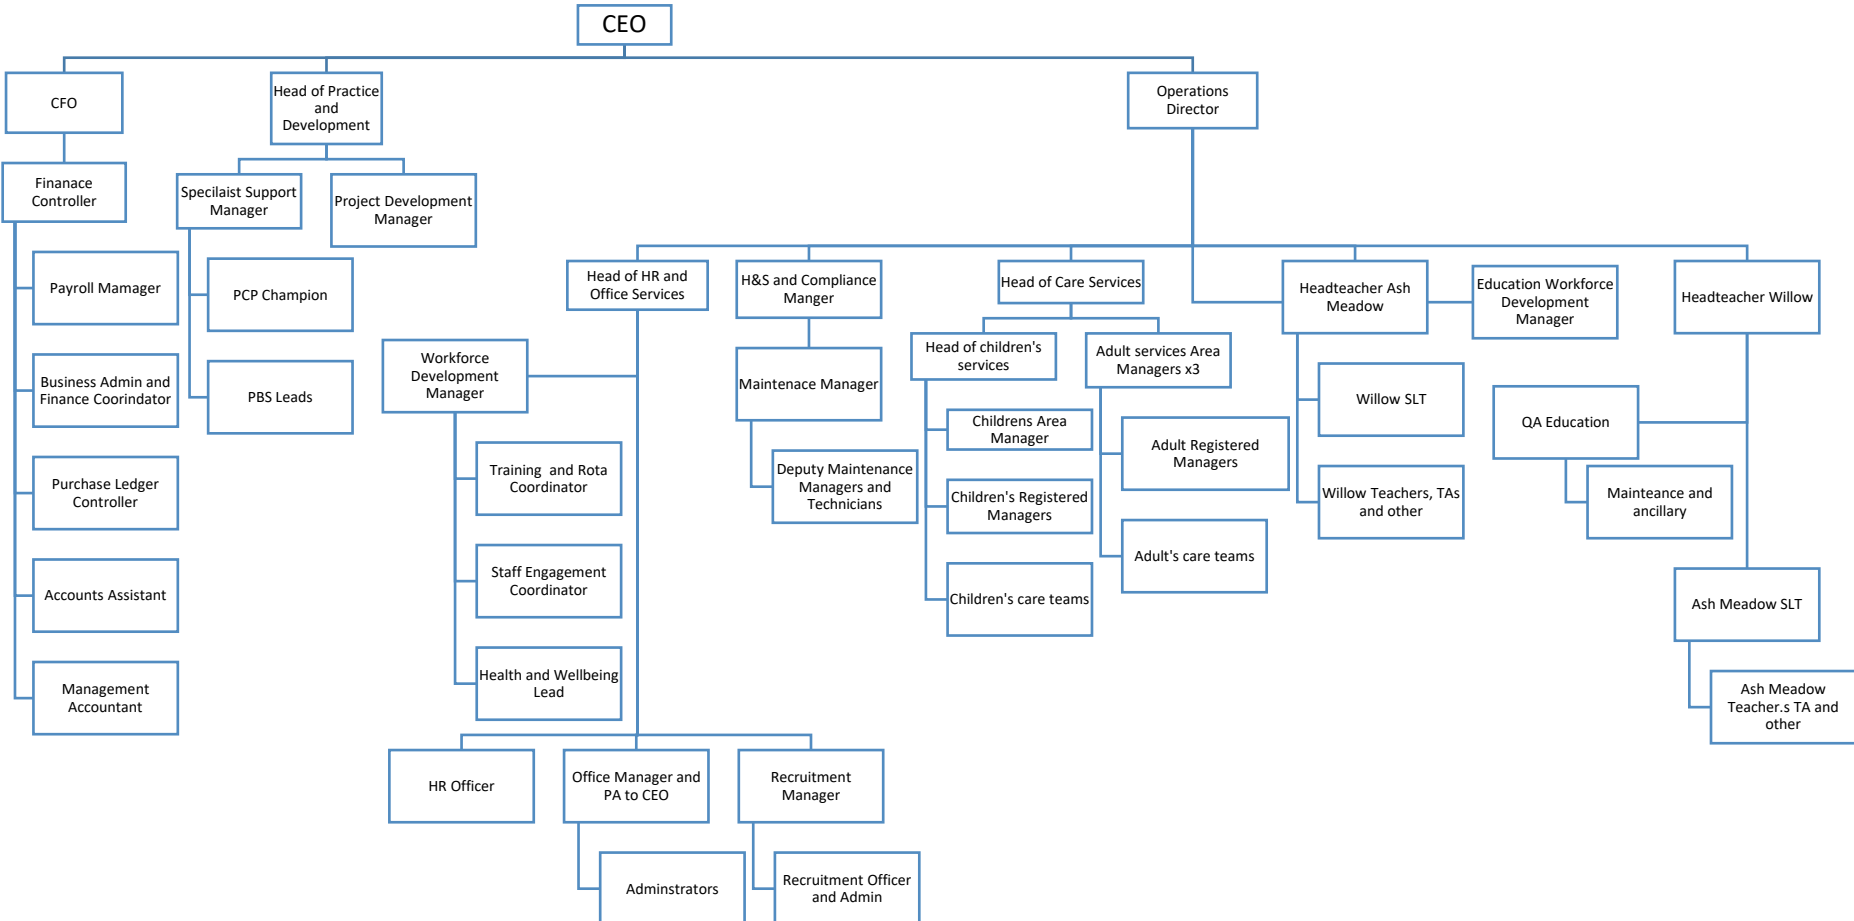 CEO
CFO
Head of Practice
and
Development
Operations
Director
Finanace
Controller
Specilaist Support
Manager
Project Development
Manager
Payroll Mamager
Business Admin and
Finance Coorindator
Purchase Ledger
Controller
Accounts Assistant
Management
Accountant
PCP Champion
PBS Leads
Head of HR and
Office Services
H&S and Compliance
Manger
Head of Care Services
Headteacher Ash
Meadow
Education Workforce
Development
Manager
Headteacher Willow
Workforce
Development
Manager
Training  and Rota
Coordinator
Staff Engagement
Coordinator
Health and Wellbeing
Lead
HR Officer
Office Manager and
PA to CEO
Recruitment
Manager
Adminstrators
Recruitment Officer
and Admin
Maintenace Manager
Deputy Maintenance
Managers and
Technicians
Head of children's
services
Adult services Area
Managers x3
Childrens Area
Manager
Children's Registered
Managers
Children's care teams
Adult Registered
Managers
Adult's care teams
Willow SLT
Willow Teachers, TAs
and other
QA Education
Mainteance and
ancillary
Ash Meadow SLT
Ash Meadow
Teacher.s TA and
other